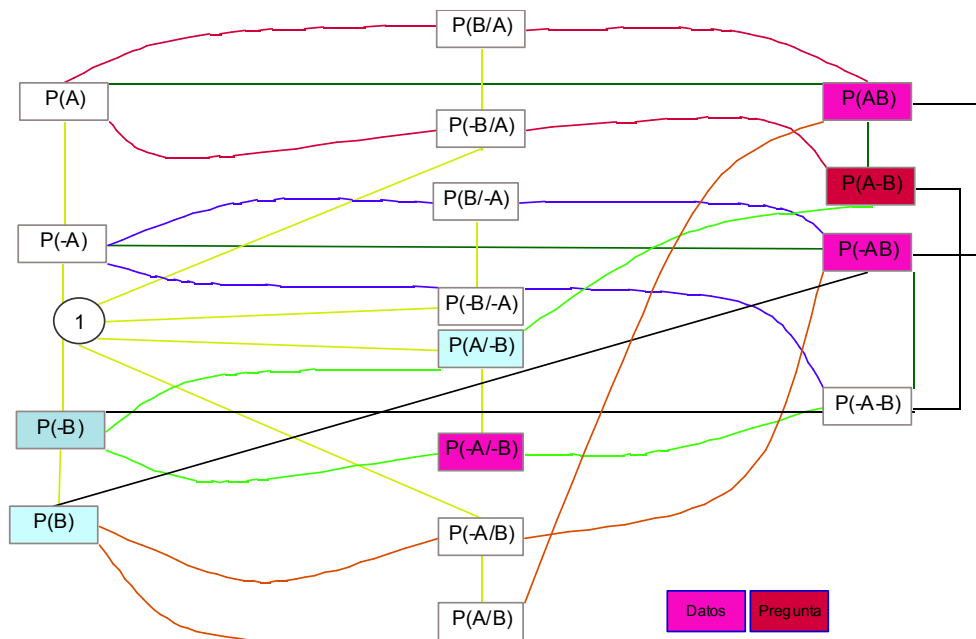 P(B/A)
P(A)
P(AB)
P(-B/A)
P(A-B)
P(B/-A)
P(-A)
P(-AB)
P(-B/-A)
1
P(A/-B)
P(-A-B)
P(-B)
P(-A/-B)
P(B)
P(-A/B)
P(A/B)
Datos
Pregunta